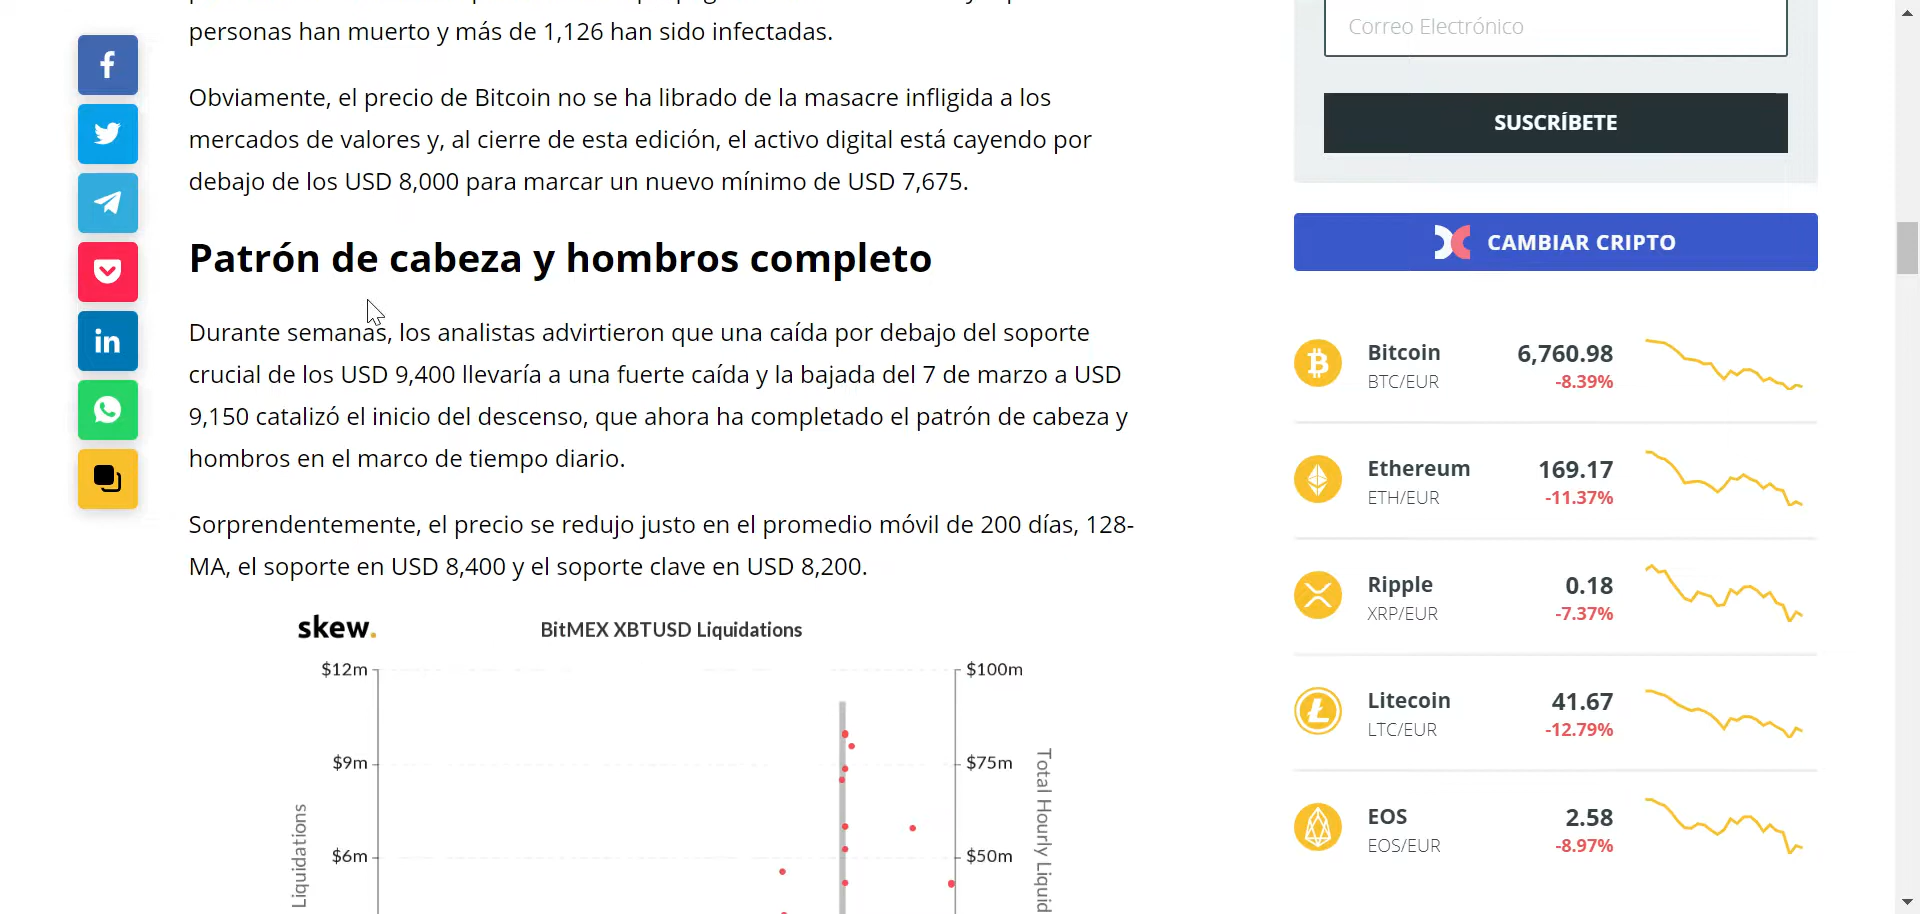 personas han muerto y más de 1,126 han sido infectadas.
Obviamente, el precio de Bitcoin no se ha librado de la masacre infligida a los
mercados de valores y, al cierre de esta edición, el activo digital está cayendo por
debajo de los USD 8,000 para marcar un nuevo mínimo de USD 7,675.
Patrón de cabeza y hombros completo
Durante semanas, los analistas advirtieron que una caída por debajo del soporte
crucial de los USD 9,400 llevaría a una fuerte caída y la bajada del 7 de marzo a USD
9,150 catalizó el inicio del descenso, que ahora ha completado el patrón de cabeza y
hombros en el marco de tiempo diario.
Sorprendentemente, el precio se redujo justo en el promedio móvil de 200 días, 128-
MA, el soporte en USD 8,400 y el soporte clave en USD 8,200.
skew.
BitMEX XBTUSD Liquidations
$12m
$9m
$6m
Liquidations
$100m
$75m
$50m
Total Hourly Liquid
Correo Electrónico
SUSCRÍBETE
CAMBIAR CRIPTO
Bitcoin 6,760.98
BTC/EUR -8.39%
Ethereum 169.17
ETH/EUR -11.37%
Ripple 0.18
XRP/EUR -7.37%
Litecoin 41.67
LTC/EUR -12.79%
EOS 2.58
EOS/EUR -8.97%